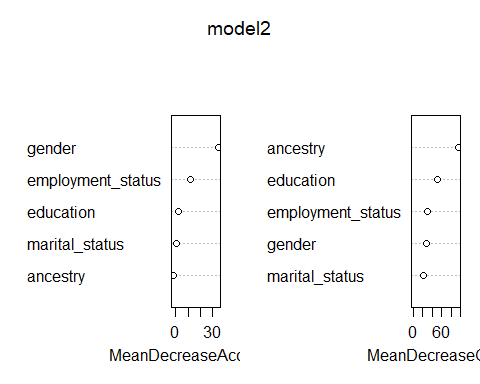 model2
gender
employment_status
education
marital_status
ancestry
0 30
MeanDecreaseAcc
ancestry
education
employment_status
gender
marital_status
0 60
MeanDecreaseG